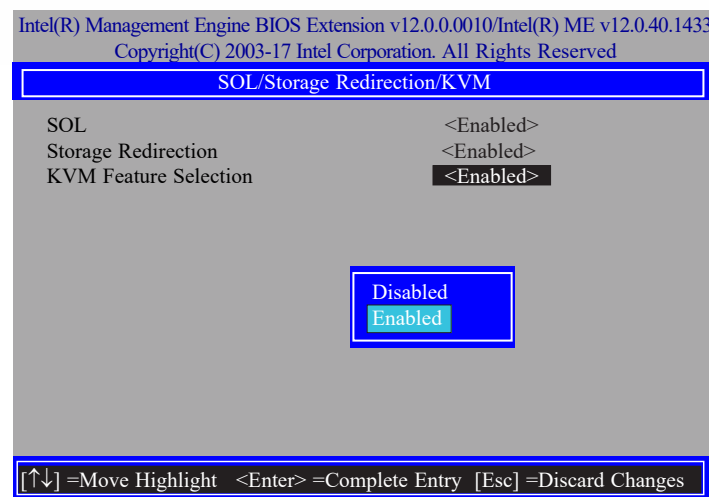 Intel(R) Management Engine BIOS Extension v12.0.0.0010/Intel(R) ME v12.0.40.1433
Copyright(C) 2003-17 Intel Corporation. All Rights Reserved
SOL/Storage Redirection/KVM
SOL <Enabled>
Storage Redirection <Enabled>
KVM Feature Selection <Enabled>
Disabled
Enabled
[↑↓] =Move Highlight <Enter> =Complete Entry [Esc] =Discard Changes